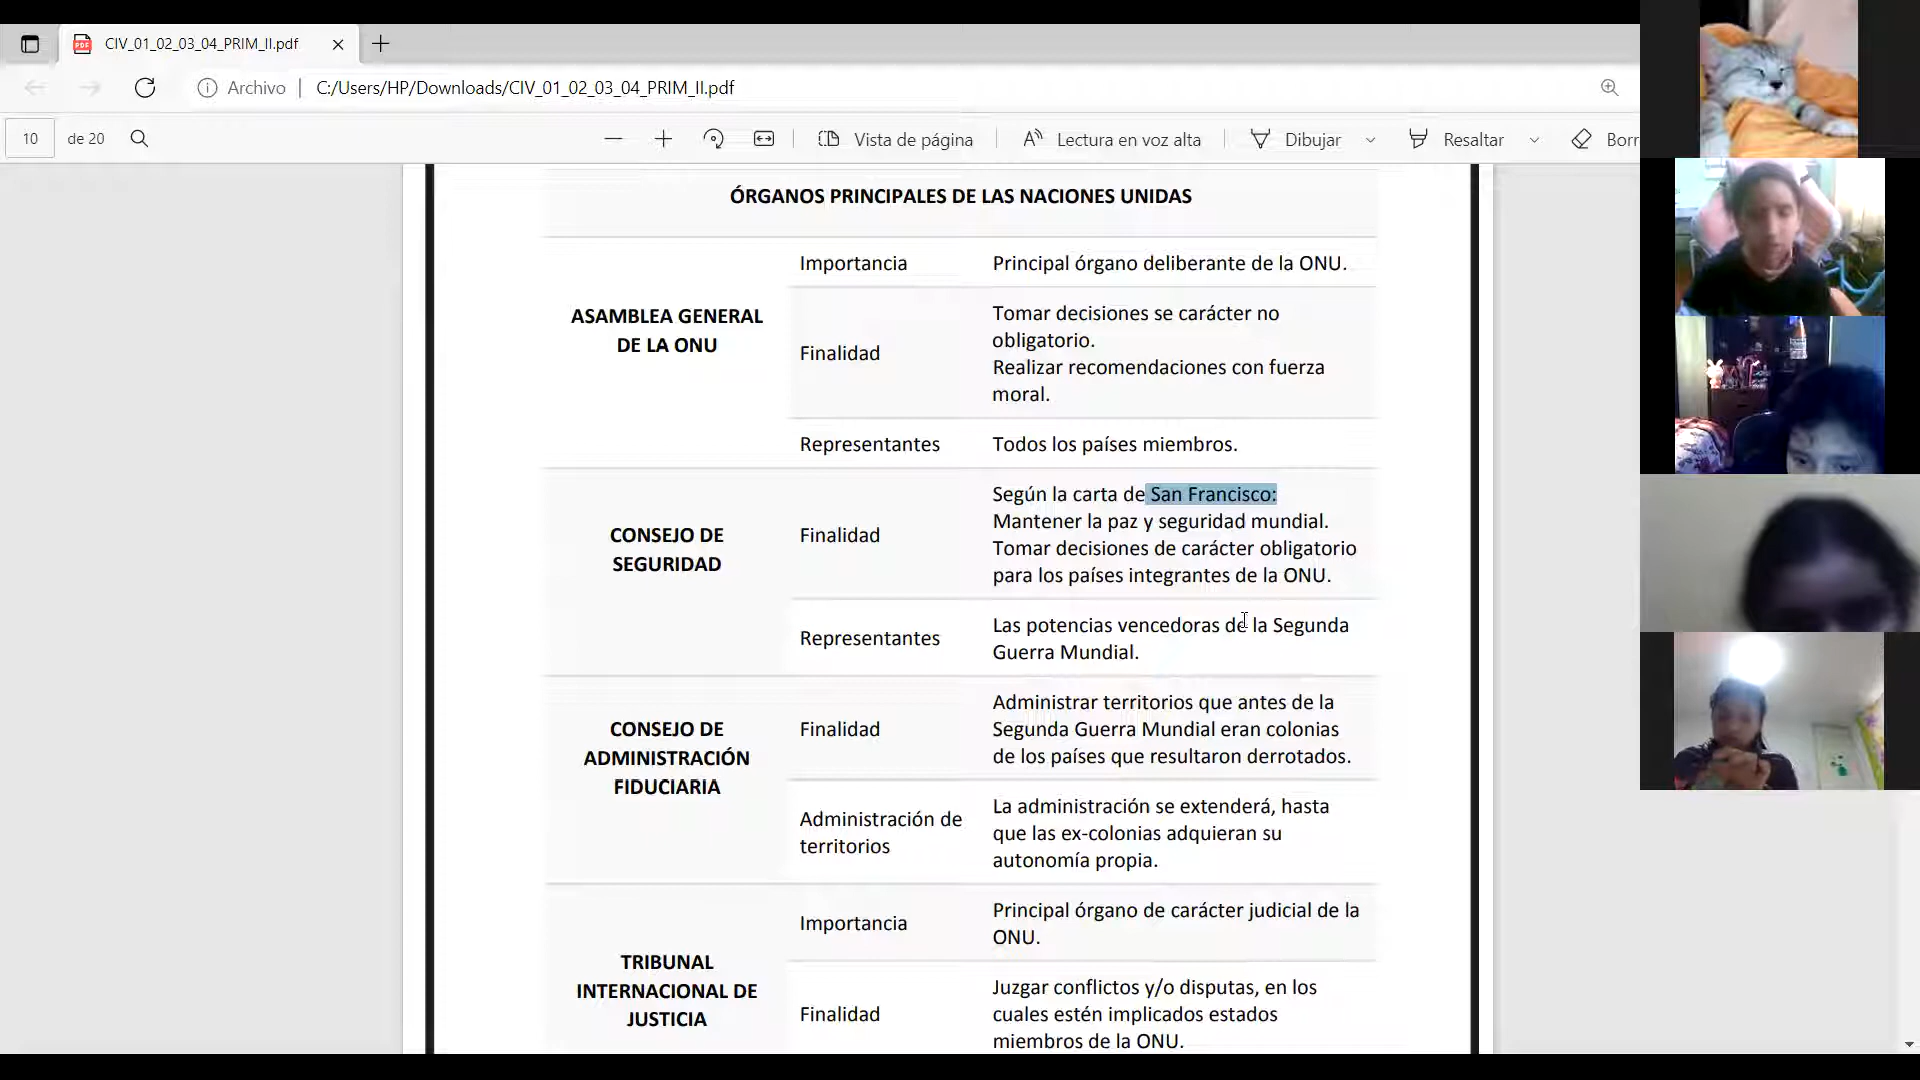 CIV_01_02_03_04_PRIM_II.pdf
Archivo | C:/Users/HP/Downloads/CIV_01_02_03_04_PRIM_II.pdf
10 de 20
Vista de página
Lectura en voz alta
Dibujar
Resaltar
Borr
ÓRGANOS PRINCIPALES DE LAS NACIONES UNIDAS
ASAMBLEA GENERAL
DE LA ONU
Importancia
Principal órgano deliberante de la ONU.
Finalidad
Tomar decisiones se carácter no
obligatorio.
Realizar recomendaciones con fuerza
moral.
Representantes
Todos los países miembros.
CONSEJO DE
SEGURIDAD
Finalidad
Según la carta de San Francisco:
Mantener la paz y seguridad mundial.
Tomar decisiones de carácter obligatorio
para los países integrantes de la ONU.
Representantes
Las potencias vencedoras de la Segunda
Guerra Mundial.
CONSEJO DE
ADMINISTRACIÓN
FIDUCIARIA
Finalidad
Administrar territorios que antes de la
Segunda Guerra Mundial eran colonias
de los países que resultaron derrotados.
Administración de
territorios
La administración se extenderá, hasta
que las ex-colonias adquieran su
autonomía propia.
TRIBUNAL
INTERNACIONAL DE
JUSTICIA
Importancia
Principal órgano de carácter judicial de la
ONU.
Finalidad
Juzgar conflictos y/o disputas, en los
cuales estén implicados estados
miembros de la ONU.